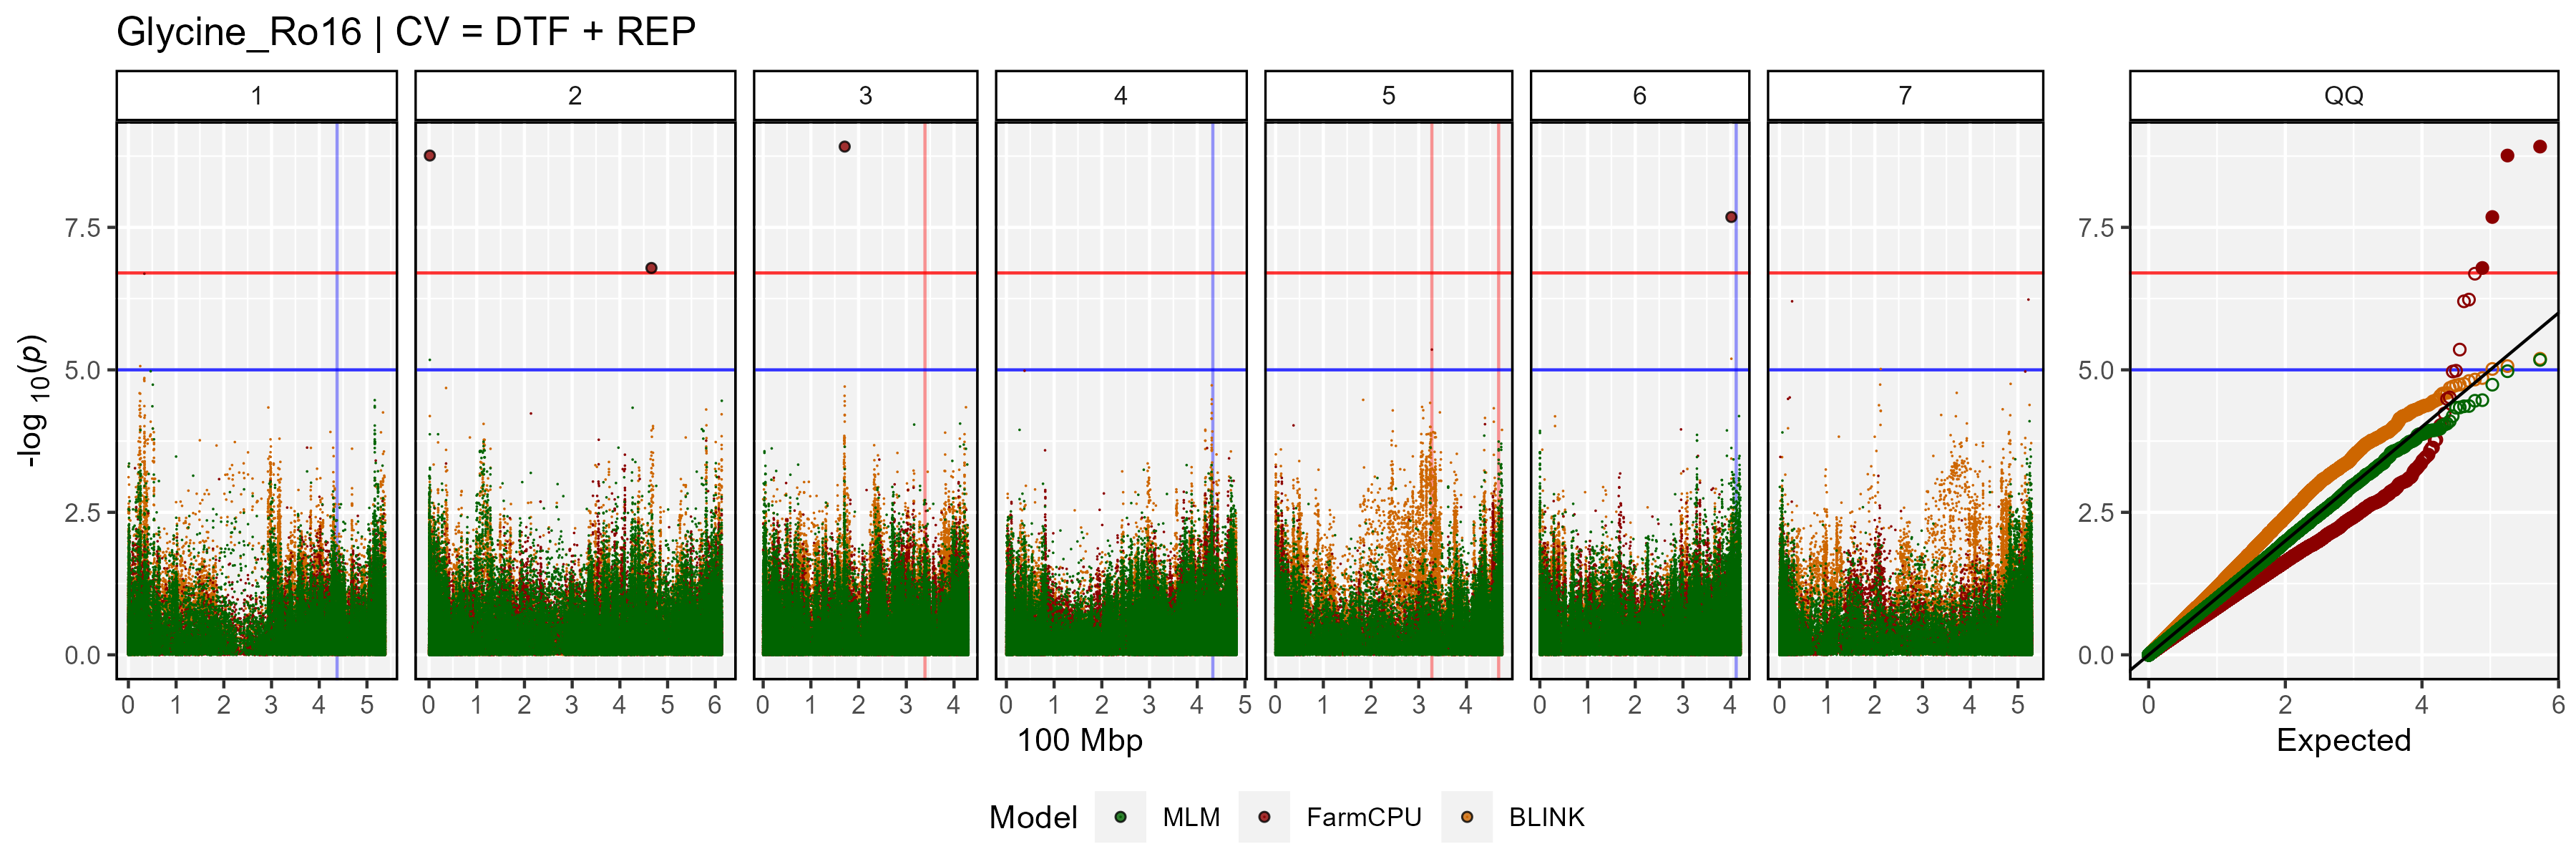 Glycine_Ro16 | CV = DTF + REP
1 2 3 4 5 6 7 QQ
-log 10(p)
7.5
5.0
2.5
0.0
7.5
5.0
2.5
0.0
0 1 2 3 4 5 0 1 2 3 4 5 6 0 1 2 3 4 0 1 2 3 4 5 0 1 2 3 4 0 1 2 3 4 0 1 2 3 4 5 0 2 4 6
100 Mbp Expected
Model MLM FarmCPU BLINK